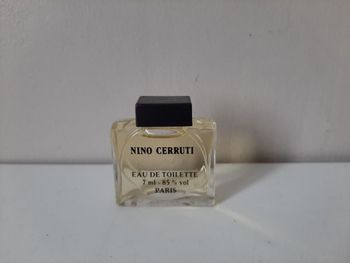 NINO CERRUTI
EAU DE TOILETTE
7 ml - 85 % vol
PARIS